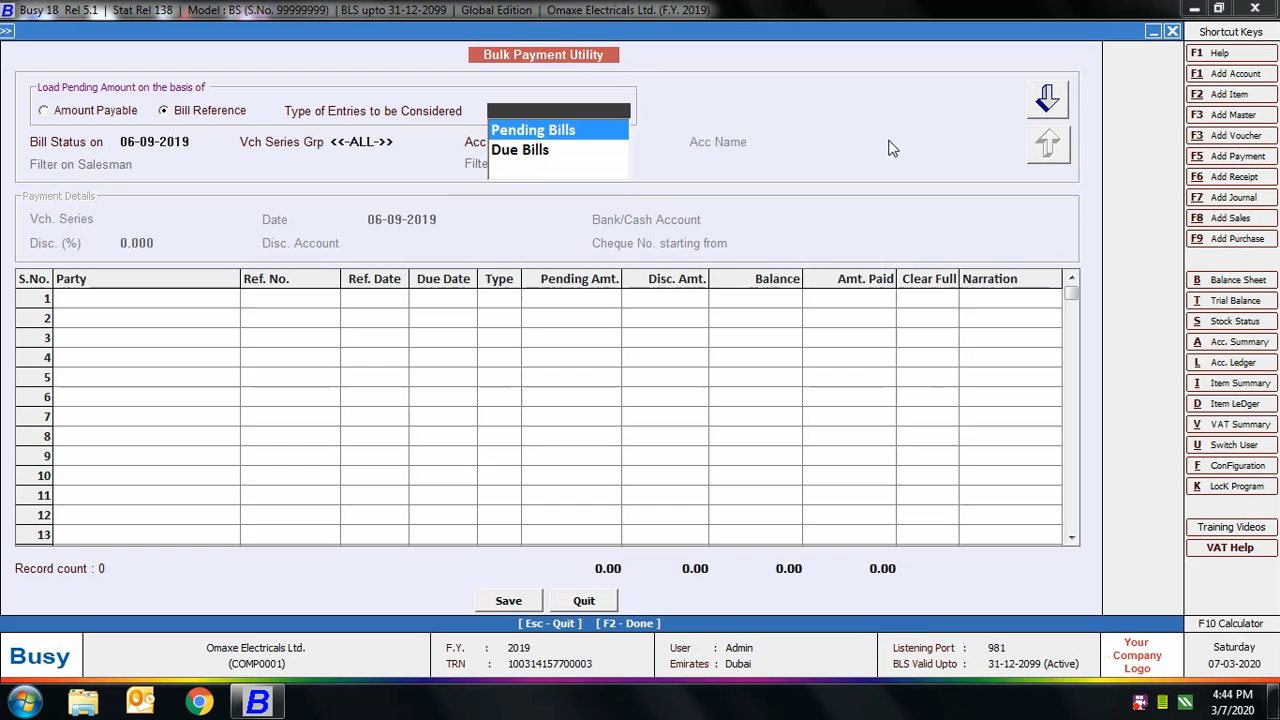 Busy 18 Rel 5.1 | Stat Rel 138 | Model : BS (S.No. 99999999) | BLS upto 31-12-2099 | Global Edition | Omaxe Electricals Ltd. (F.Y. 2019)
>>
Bulk Payment Utility
Load Pending Amount on the basis of
Amount Payable Bill Reference Type of Entries to be Considered
Pending Bills
Due Bills
Bill Status on 06-09-2019 Vch Series Grp <<-ALL->> Acc Acc Name
Filter on Salesman Filte
Payment Details
Vch. Series Date 06-09-2019 Bank/Cash Account
Disc. (%) 0.000 Disc. Account Cheque No. starting from
S.No. Party Ref. No. Ref. Date Due Date Type Pending Amt. Disc. Amt. Balance Amt. Paid Clear Full Narration
1
2
3
4
5
6
7
8
9
10
11
12
13
Record count : 0 0.00 0.00 0.00 0.00
Save Quit
[ Esc - Quit ] [ F2 - Done ]
Shortcut Keys
F1 Help
F1 Add Account
F2 Add Item
F3 Add Master
F3 Add Voucher
F5 Add Payment
F6 Add Receipt
F7 Add Journal
F8 Add Sales
F9 Add Purchase
B Balance Sheet
T Trial Balance
S Stock Status
A Acc. Summary
L Acc. Ledger
I Item Summary
D Item LeDger
V VAT Summary
U Switch User
F ConFiguration
K LocK Program
Training Videos
VAT Help
F10 Calculator
Busy
Omaxe Electricals Ltd.
(COMP0001)
F.Y. : 2019
TRN : 100314157700003
User : Admin
Emirates : Dubai
Listening Port : 981
BLS Valid Upto : 31-12-2099 (Active)
Your
Company
Logo
Saturday
07-03-2020
B
4:44 PM
3/7/2020